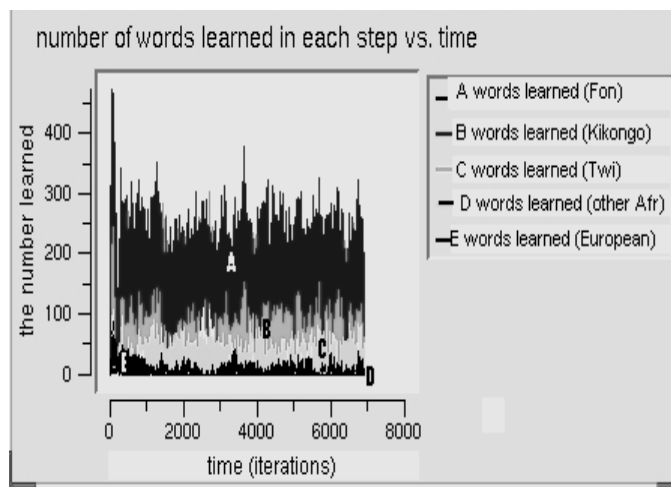 number of words learned in each step vs. time
the number learned
400
300
200
100
0
A
B
C
D
E
0 2000 4000 6000 8000
time (iterations)
A words learned (Fon)
B words learned (Kikongo)
C words learned (Twi)
D words learned (other Afr)
E words learned (European)